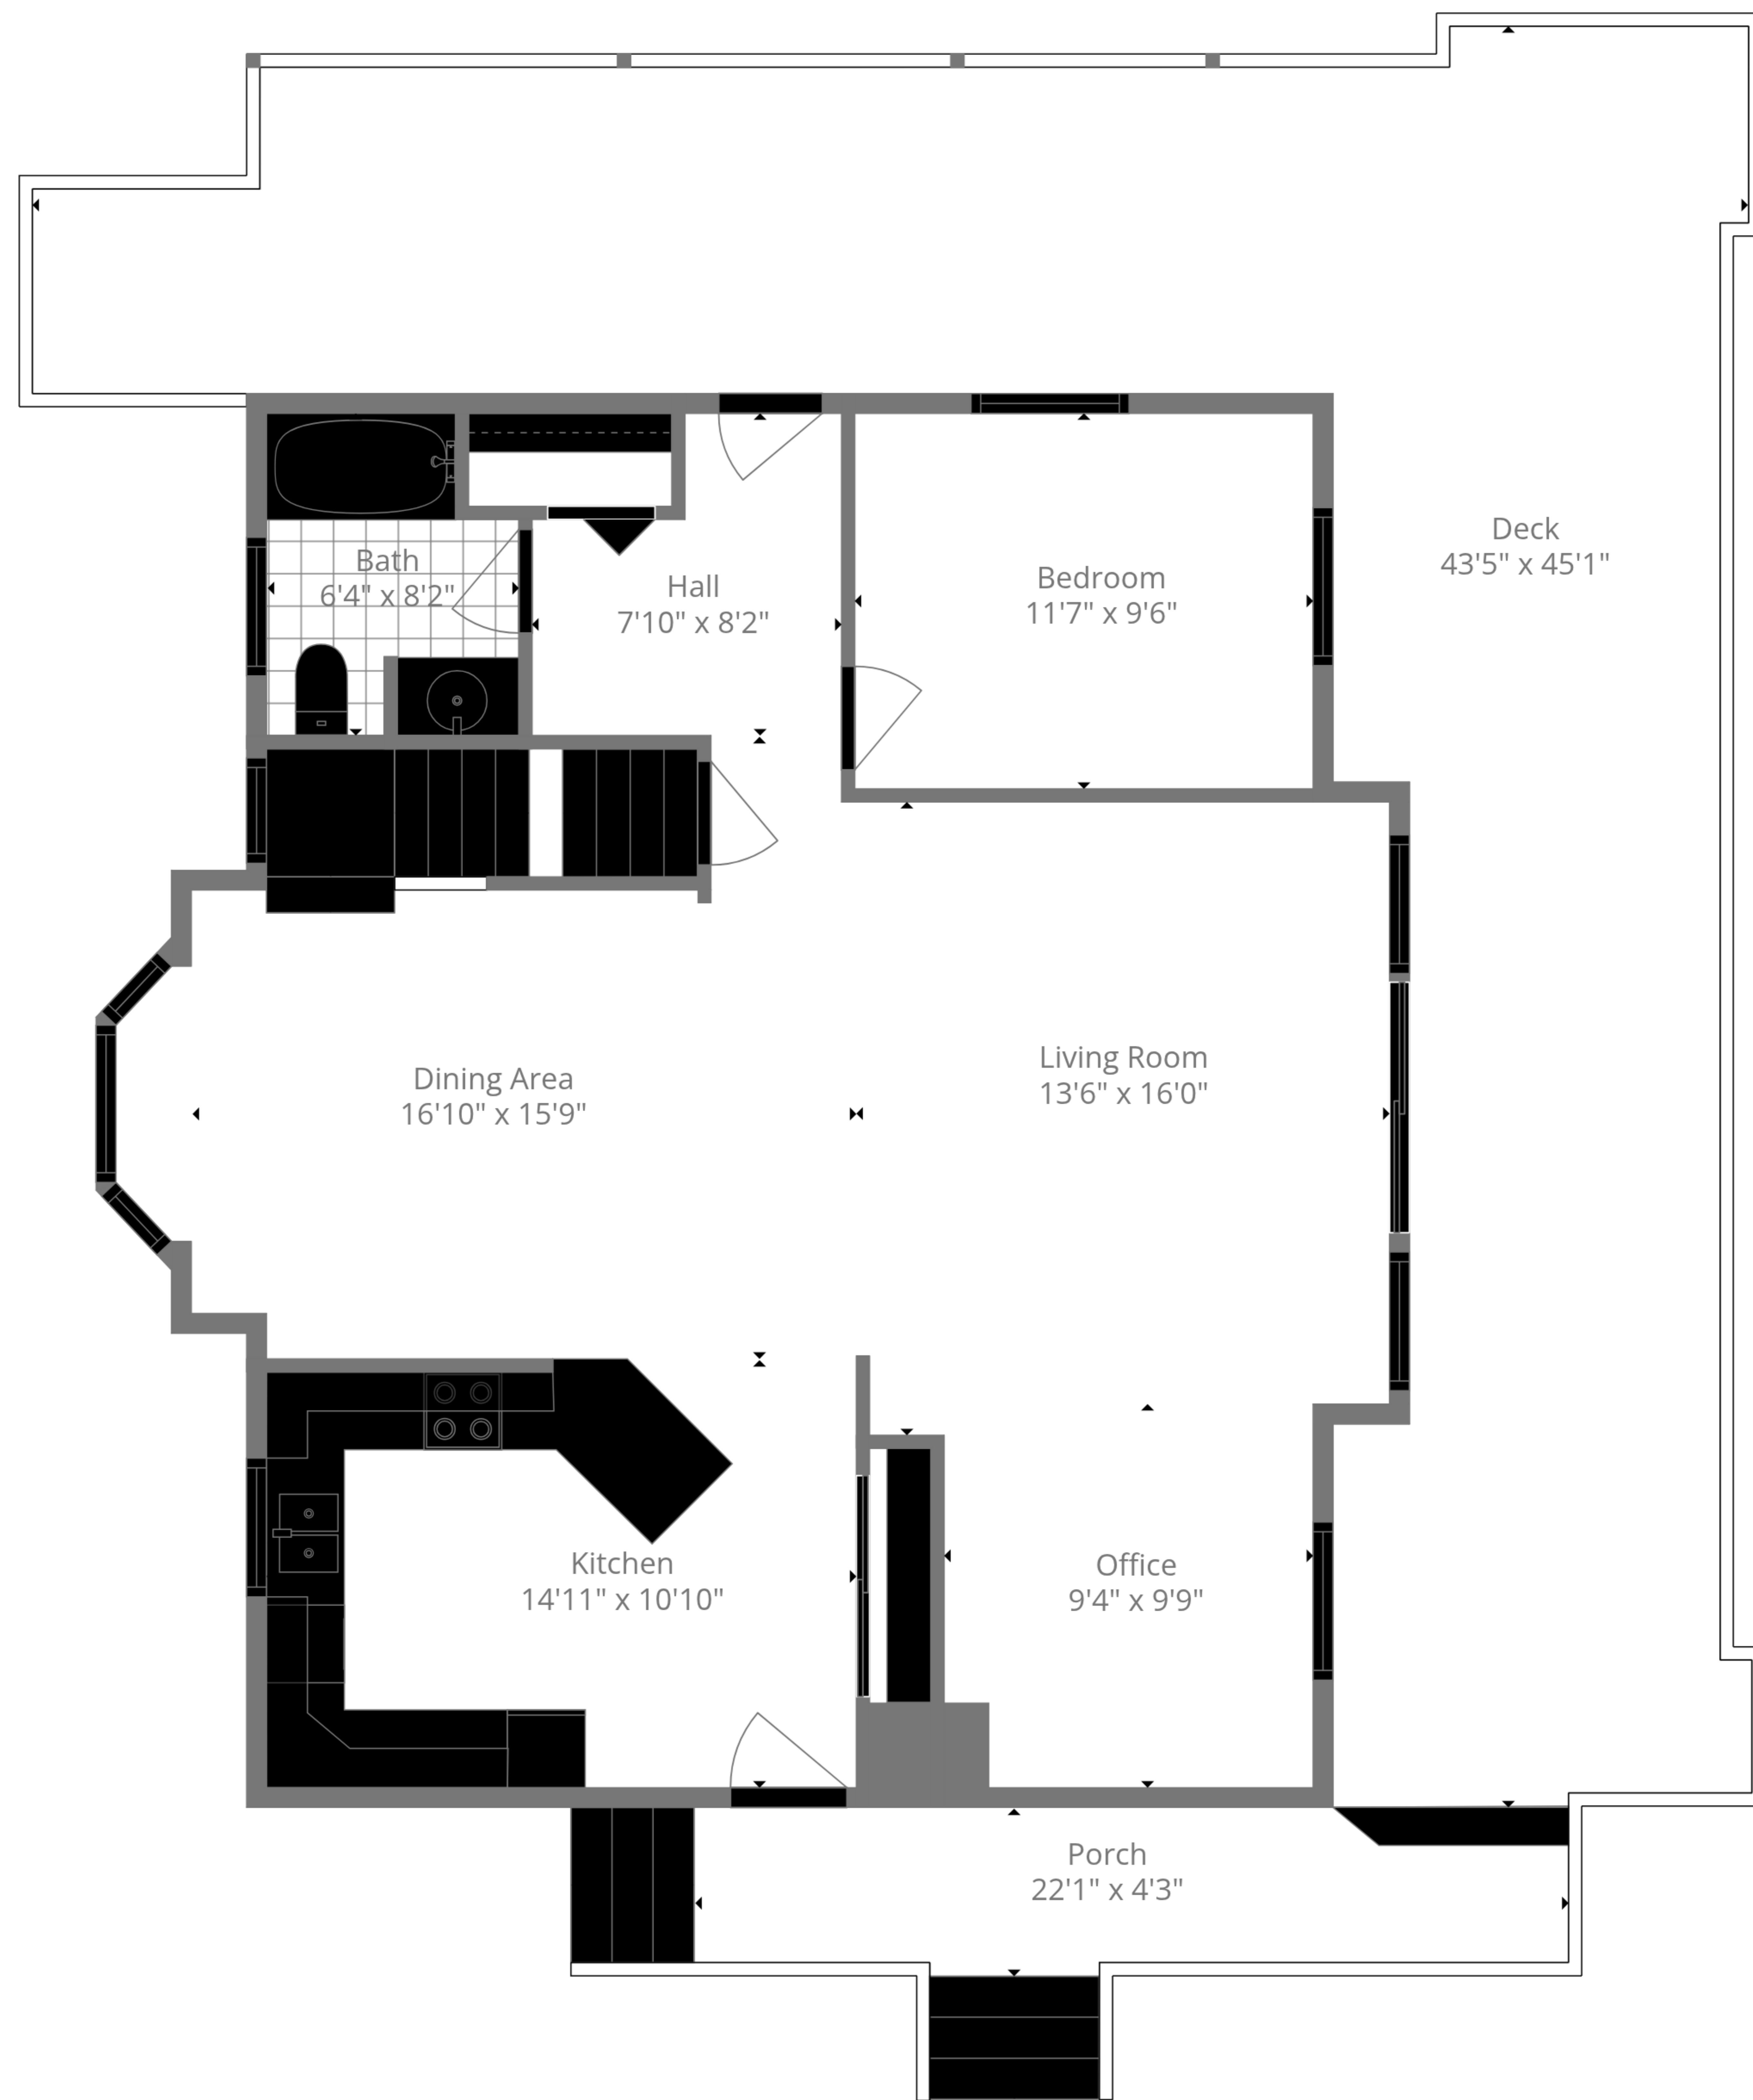 Deck
43'5" x 45'1"
Bath
6'4" x 8'2"
Hall
7'10" x 8'2"
Bedroom
11'7" x 9'6"
Living Room
13'6" x 16'0"
Dining Area
16'10" x 15'9"
Kitchen
14'11" x 10'10"
Office
9'4" x 9'9"
Porch
22'1" x 4'3"